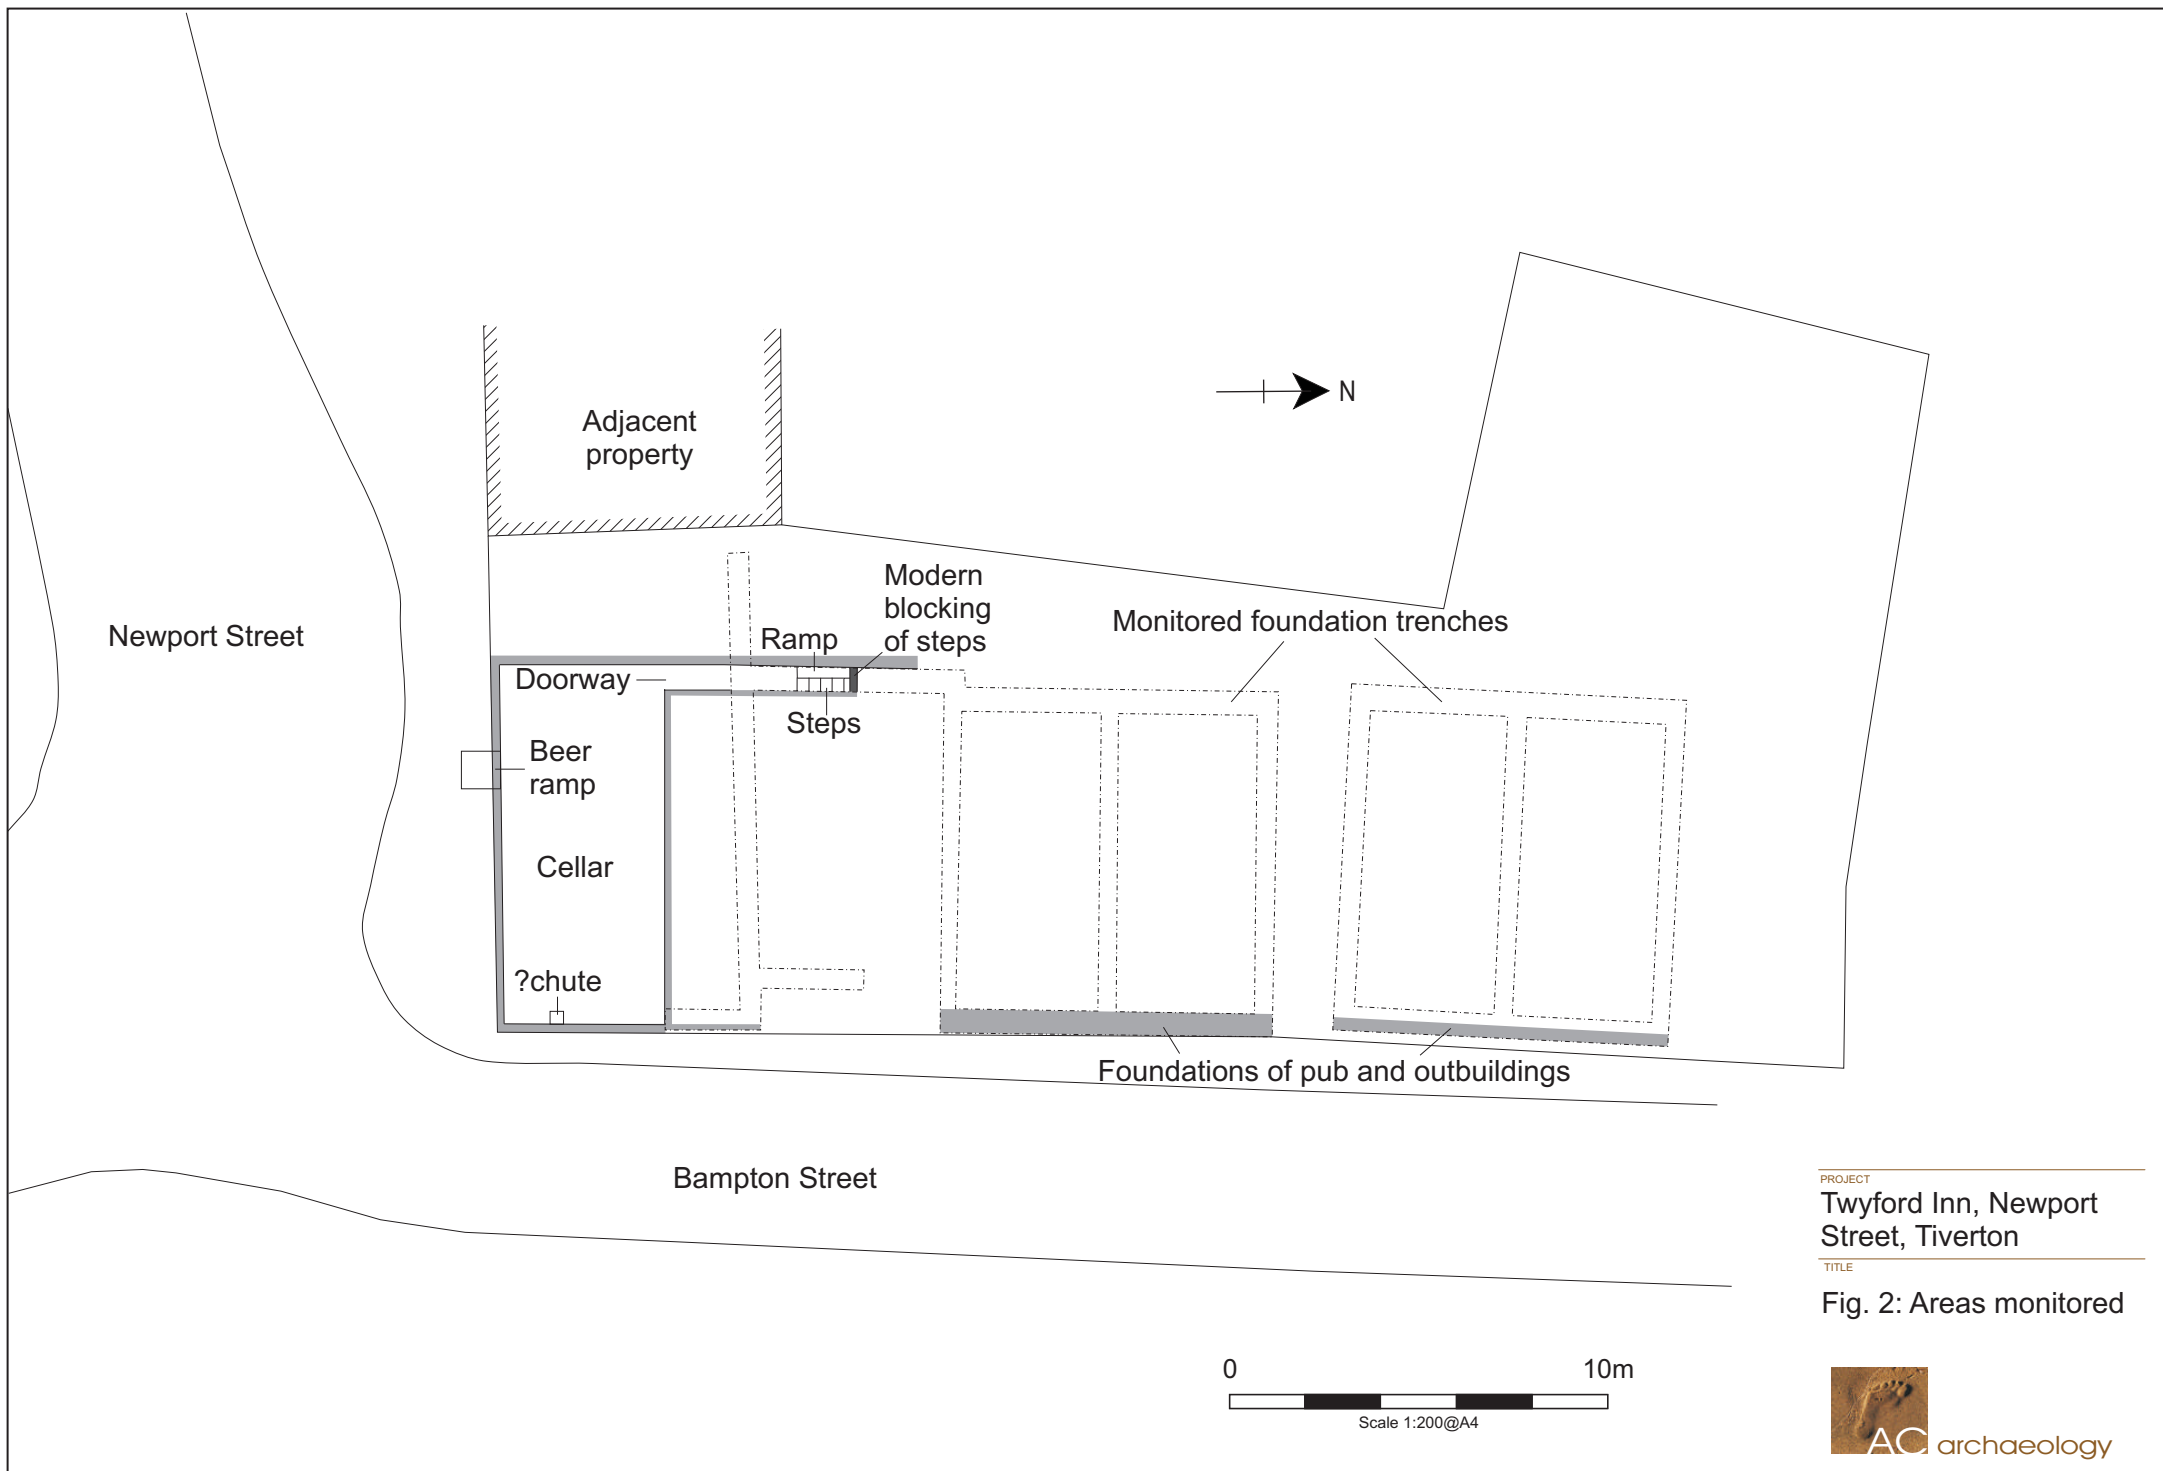 N
Adjacent
property
Newport Street
Modern
blocking
of steps
Ramp
Doorway
Steps
Monitored foundation trenches
Beer
ramp
Cellar
?chute
Foundations of pub and outbuildings
Bampton Street
PROJECT
Twyford Inn, Newport
Street, Tiverton
TITLE
Fig. 2: Areas monitored
0 10m
Scale 1:200@A4
AC archaeology